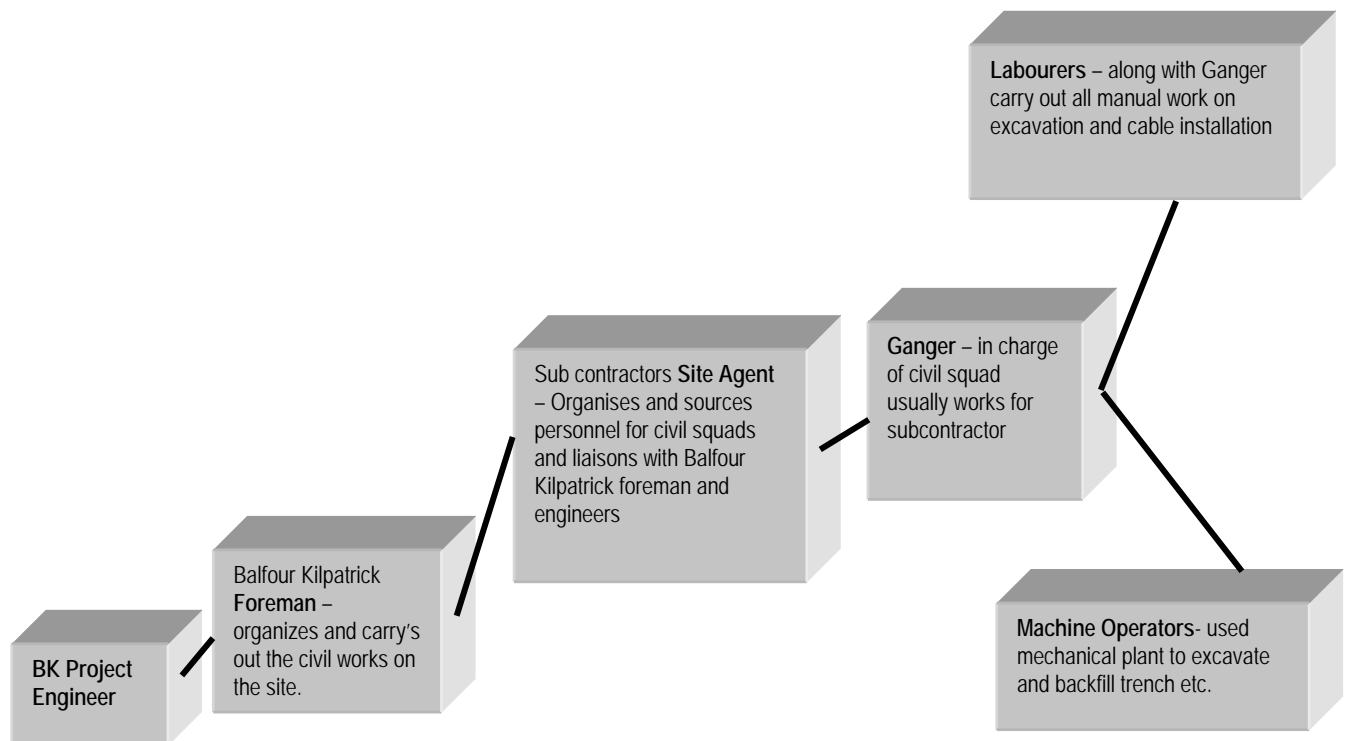 Labourers – along with Ganger
carry out all manual work on
excavation and cable installation
Ganger – in charge
of civil squad
usually works for
subcontractor
Sub contractors Site Agent
– Organises and sources
personnel for civil squads
and liaisons with Balfour
Kilpatrick foreman and
engineers
Balfour Kilpatrick
Foreman –
organizes and carry's
out the civil works on
the site.
BK Project
Engineer
Machine Operators- used
mechanical plant to excavate
and backfill trench etc.